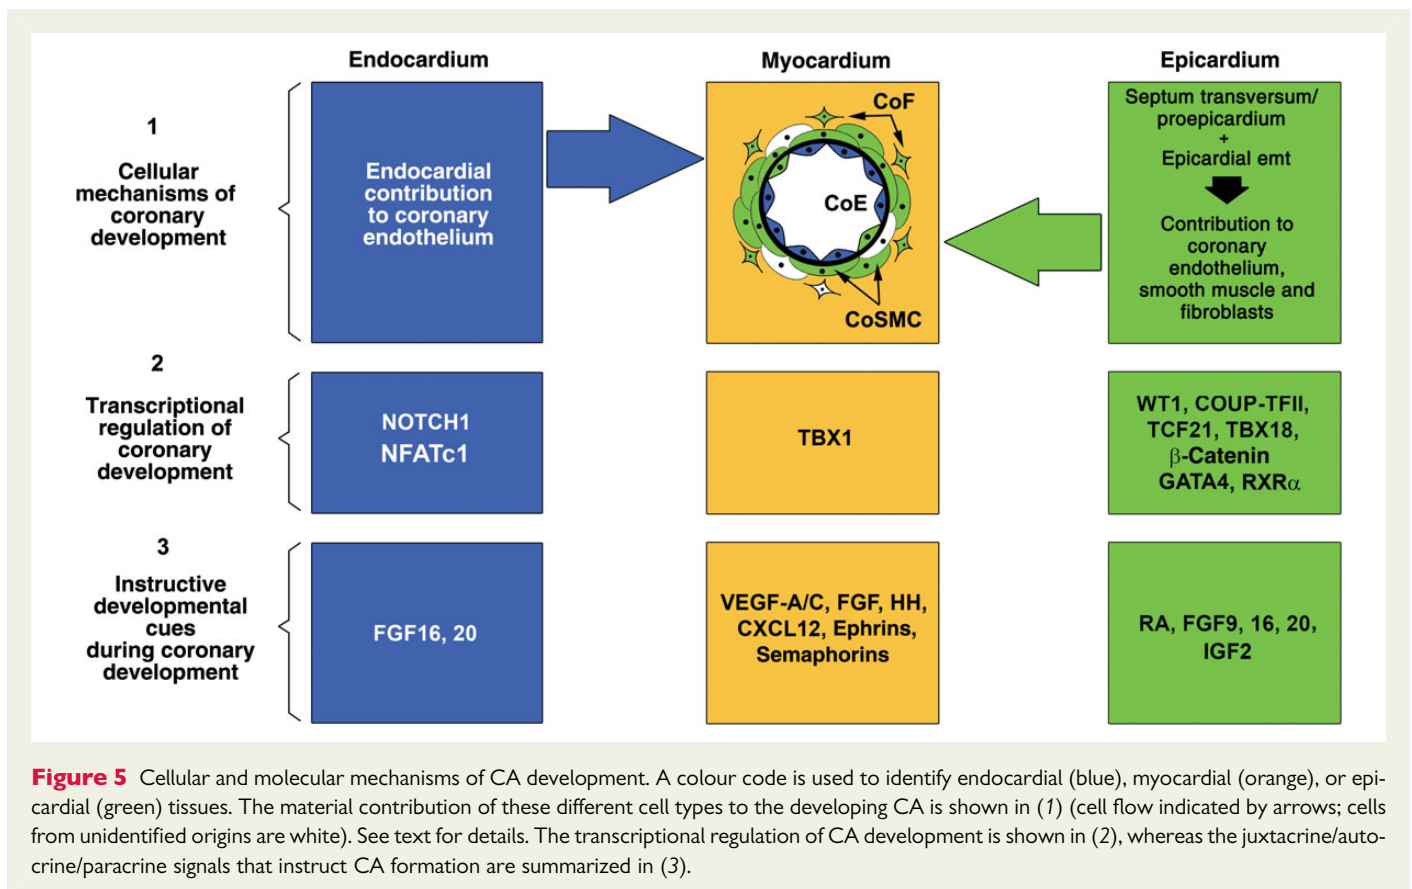 Endocardium
Myocardium
Epicardium
1
Cellular
mechanisms of
coronary
development
Endocardial
contribution
to coronary
endothelium
CoF
CoE
CoSMC
Septum transversum/
proepicardium
+
Epicardial emt
Contribution to
coronary
endothelium,
smooth muscle and
fibroblasts
2
Transcriptional
regulation of
coronary
development
NOTCH1
NFATc1
TBX1
WT1, COUP-TFII,
TCF21, TBX18,
β-Catenin
GATA4, RXRα
3
Instructive
developmental
cues
during coronary
development
FGF16, 20
VEGF-A/C, FGF, HH,
CXCL12, Ephrins,
Semaphorins
RA, FGF9, 16, 20,
IGF2
Figure 5 Cellular and molecular mechanisms of CA development. A colour code is used to identify endocardial (blue), myocardial (orange), or epi-
cardial (green) tissues. The material contribution of these different cell types to the developing CA is shown in (1) (cell flow indicated by arrows; cells
from unidentified origins are white). See text for details. The transcriptional regulation of CA development is shown in (2), whereas the juxtacrine/auto-
crine/paracrine signals that instruct CA formation are summarized in (3).